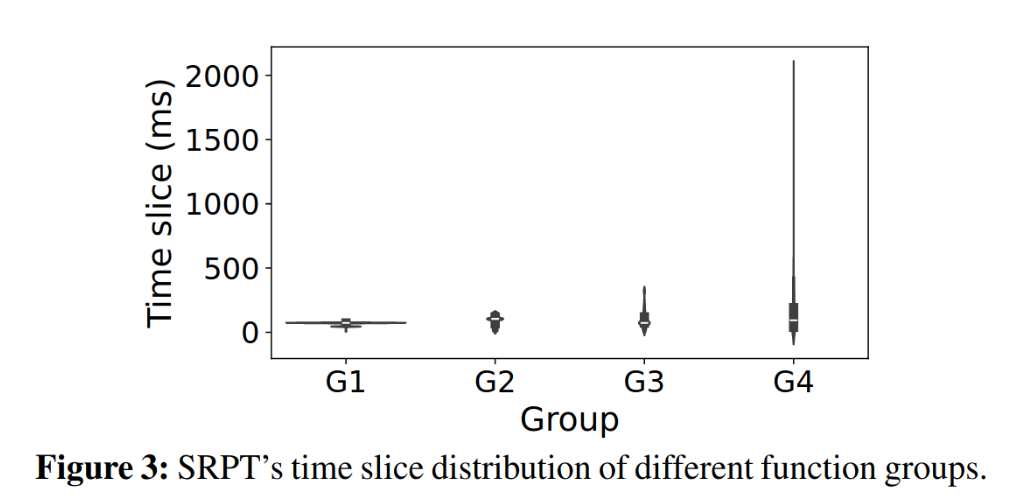 2000
1500
1000
500
0
Time slice (ms)
G1 G2 G3 G4
Group
Figure 3: SRPT’s time slice distribution of different function groups.